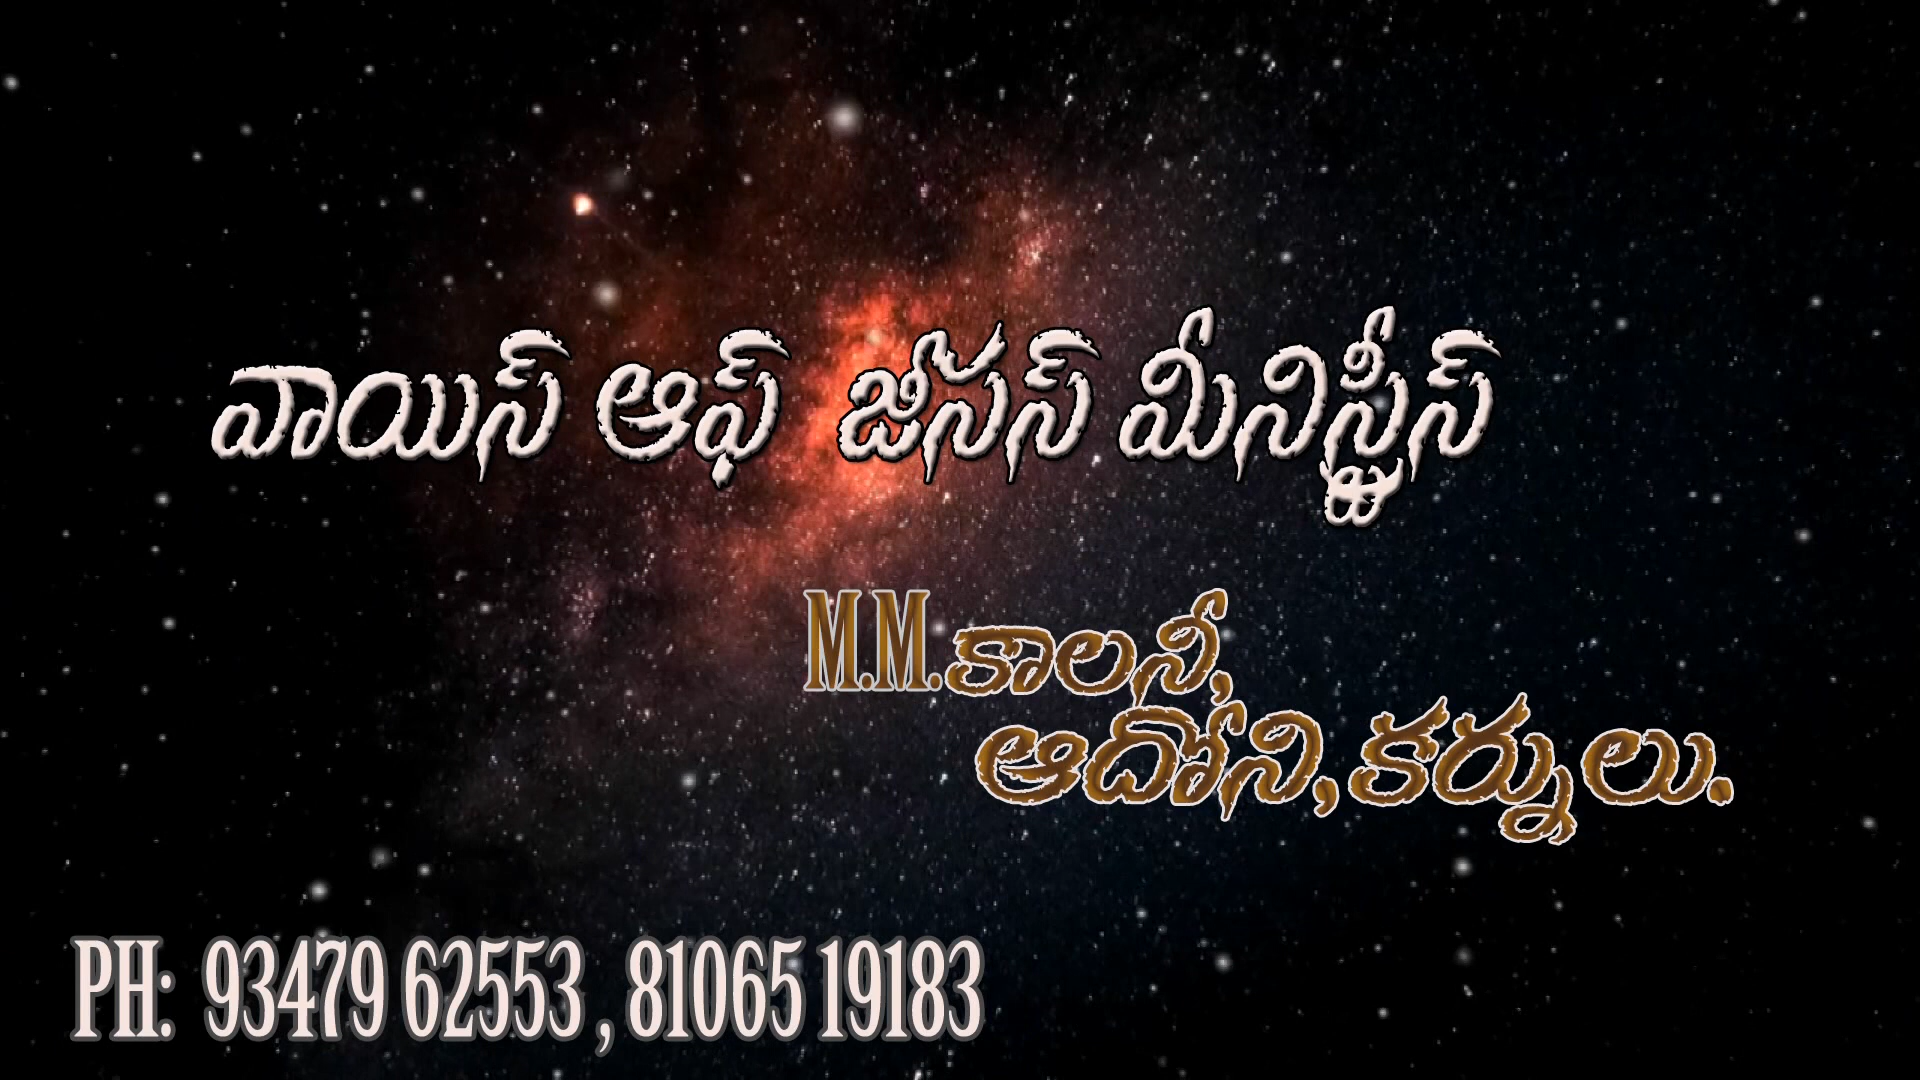 వాయిస్ ఆఫ్ జీసస్ మీనిస్ట్రీస్
M.M.కాలనీ,
ఆదోని,కర్నులు.
PH: 93479 62553 , 81065 19183